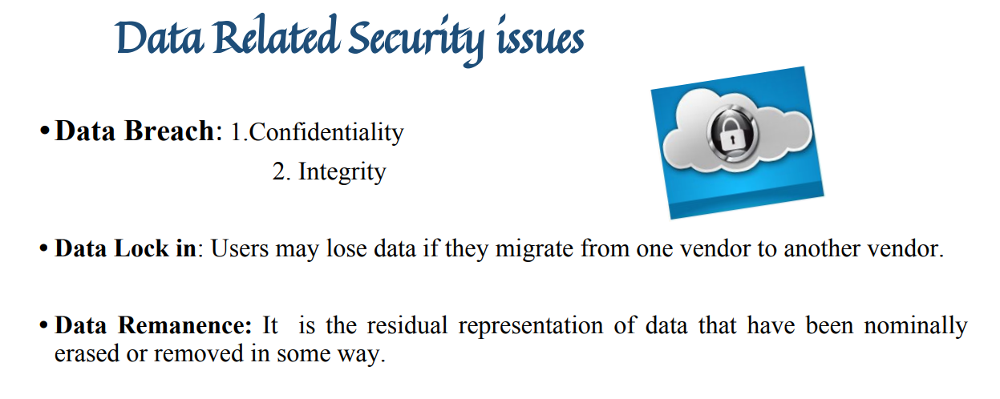 Data Related Security issues
• Data Breach: 1.Confidentiality
2. Integrity
• Data Lock in: Users may lose data if they migrate from one vendor to another vendor.
• Data Remanence: It is the residual representation of data that have been nominally
erased or removed in some way.